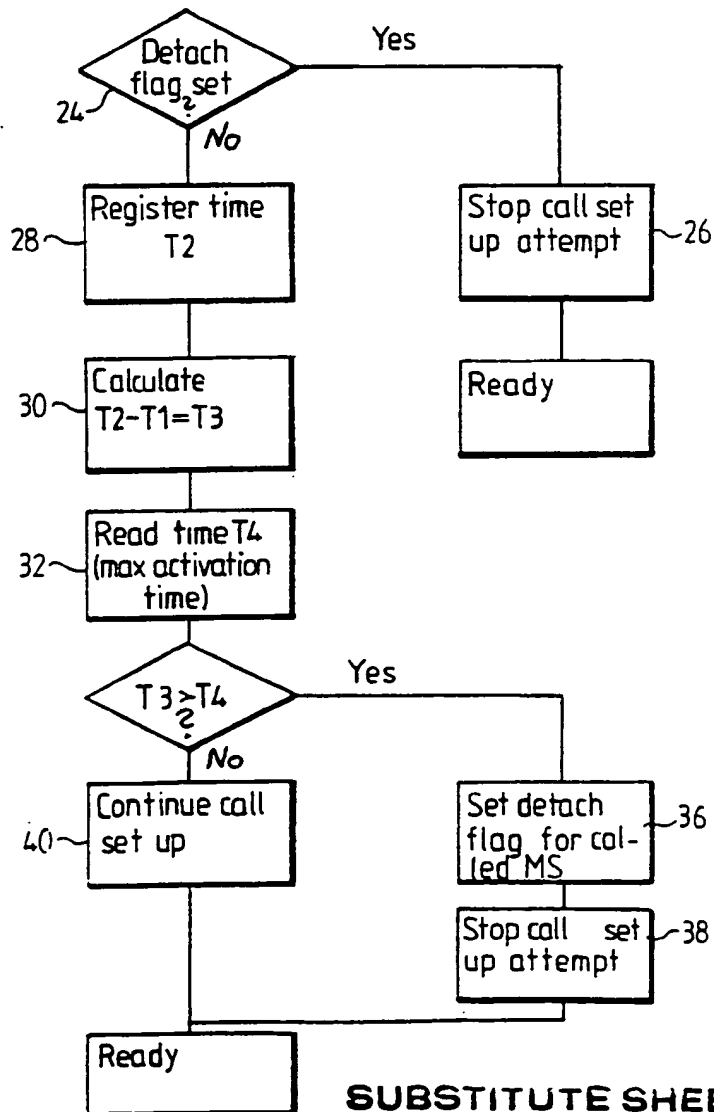 Detach
flag set
?
Yes
24
No
Register time
T2
28
Stop call set
up attempt
26
Calculate
T2-T1=T3
30
Ready
Read time T4
(max activation
time)
32
T3>T4
?
Yes
No
Continue call
set up
40
Set detach
flag for cal-
led MS
36
Stop call set
up attempt
38
Ready
SUBSTITUTE SHEE